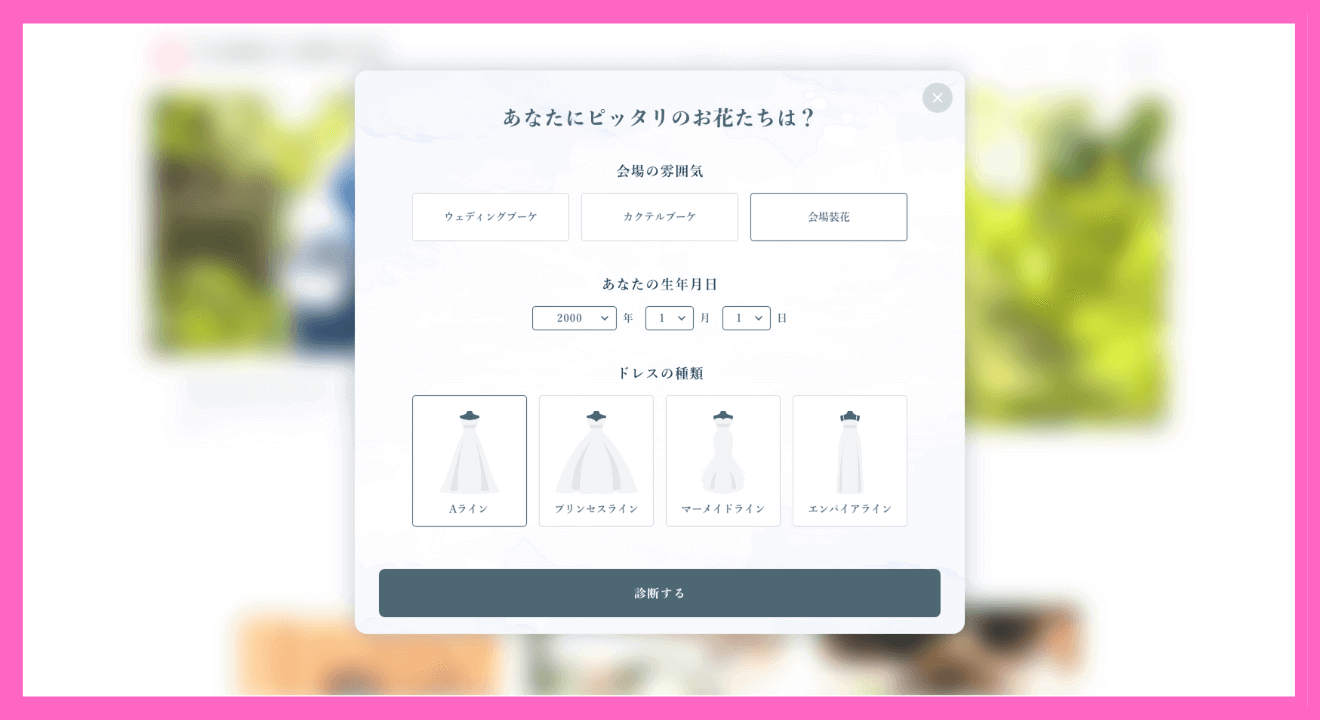 あなたにピッタリのお花たちは？
会場の雰囲気
ウェディングブーケ
カクテルブーケ
会場装花
あなたの生年月日
2000 年 1 月 1 日
ドレスの種類
Aライン
プリンセスライン
マーメイドライン
エンパイアライン
診断する